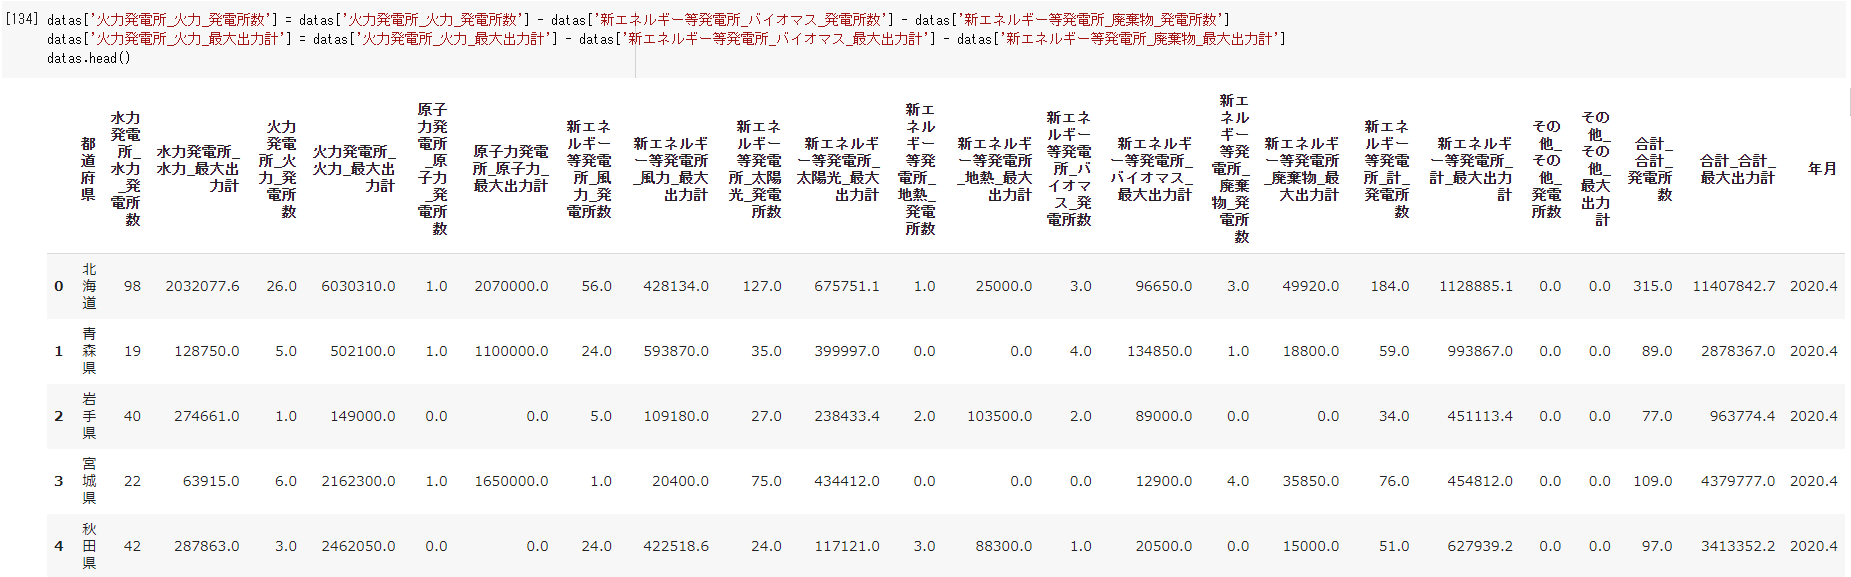 [134] datas['火力発電所_火力_発電所数'] = datas['火力発電所_火力_発電所数'] - datas['新エネルギー等発電所_バイオマス_発電所数'] - datas['新エネルギー等発電所_廃棄物_発電所数']
datas['火力発電所_火力_最大出力計'] = datas['火力発電所_火力_最大出力計'] - datas['新エネルギー等発電所_バイオマス_最大出力計'] - datas['新エネルギー等発電所_廃棄物_最大出力計']
datas.head()
都道府県 水力発電所_水力_発電所数 水力発電所_水力_最大出力計 火力発電所_火力_発電所数 火力発電所_火力_最大出力計 原子力発電所_原子力_発電所数 原子力発電所_原子力_最大出力計 新エネルギー等発電所_風力_発電所数 新エネルギー等発電所_風力_最大出力計 新エネルギー等発電所_太陽光_発電所数 新エネルギー等発電所_太陽光_最大出力計 新エネルギー等発電所_地熱_発電所数 新エネルギー等発電所_地熱_最大出力計 新エネルギー等発電所_バイオマス_発電所数 新エネルギー等発電所_バイオマス_最大出力計 新エネルギー等発電所_廃棄物_発電所数 新エネルギー等発電所_廃棄物_最大出力計 新エネルギー等発電所_計_発電所数 新エネルギー等発電所_計_最大出力計 その他_その他_発電所数 その他_その他_最大出力計 合計_合計_発電所数 合計_合計_最大出力計 年月
0 北海道 98 2032077.6 26.0 6030310.0 1.0 2070000.0 56.0 428134.0 127.0 675751.1 1.0 25000.0 3.0 96650.0 3.0 49920.0 184.0 1128885.1 0.0 0.0 315.0 11407842.7 2020.4
1 青森県 19 128750.0 5.0 502100.0 1.0 1100000.0 24.0 593870.0 35.0 399997.0 0.0 0.0 4.0 134850.0 1.0 18800.0 59.0 993867.0 0.0 0.0 89.0 2878367.0 2020.4
2 岩手県 40 274661.0 1.0 149000.0 0.0 0.0 5.0 109180.0 27.0 238433.4 2.0 103500.0 2.0 89000.0 0.0 0.0 34.0 451113.4 0.0 0.0 77.0 963774.4 2020.4
3 宮城県 22 63915.0 6.0 2162300.0 1.0 1650000.0 1.0 20400.0 75.0 434412.0 0.0 0.0 0.0 12900.0 4.0 35850.0 76.0 454812.0 0.0 0.0 109.0 4379777.0 2020.4
4 秋田県 42 287863.0 3.0 2462050.0 0.0 0.0 24.0 422518.6 24.0 117121.0 3.0 88300.0 1.0 20500.0 0.0 15000.0 51.0 627939.2 0.0 0.0 97.0 3413352.2 2020.4